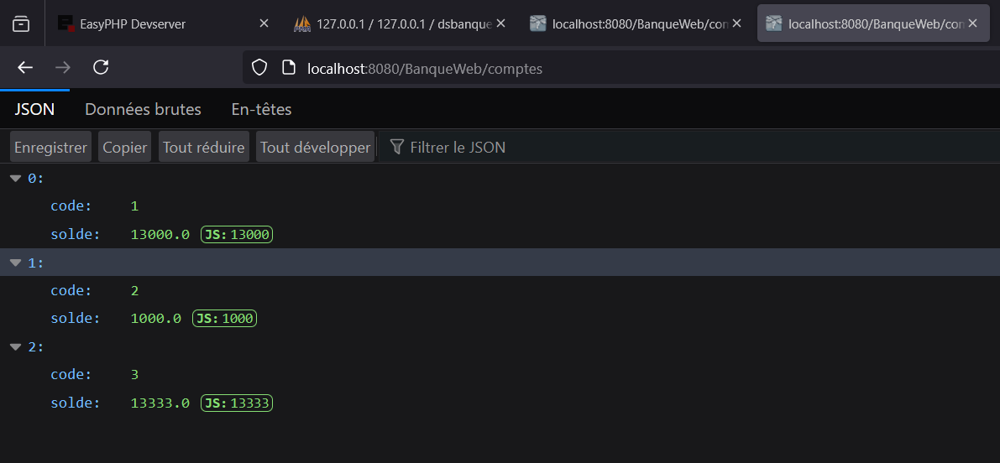 EasyPHP Devserver
127.0.0.1 / 127.0.0.1 / dsbanque
localhost:8080/BanqueWeb/con
localhost:8080/BanqueWeb/con
localhost:8080/BanqueWeb/comptes
JSON Données brutes En-têtes
Enregistrer Copier Tout réduire Tout développer Filtrer le JSON
0:
code: 1
solde: 13000.0 JS: 13000
1:
code: 2
solde: 1000.0 JS: 1000
2:
code: 3
solde: 13333.0 JS: 13333